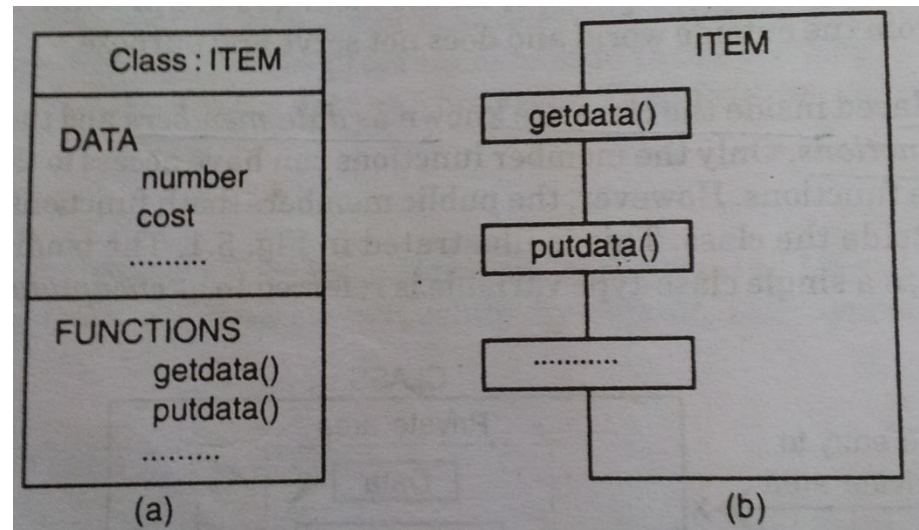 Class : ITEM
DATA
number
cost
.........
FUNCTIONS
getdata()
putdata()
.........
(a)
ITEM
getdata()
putdata()
...........
(b)